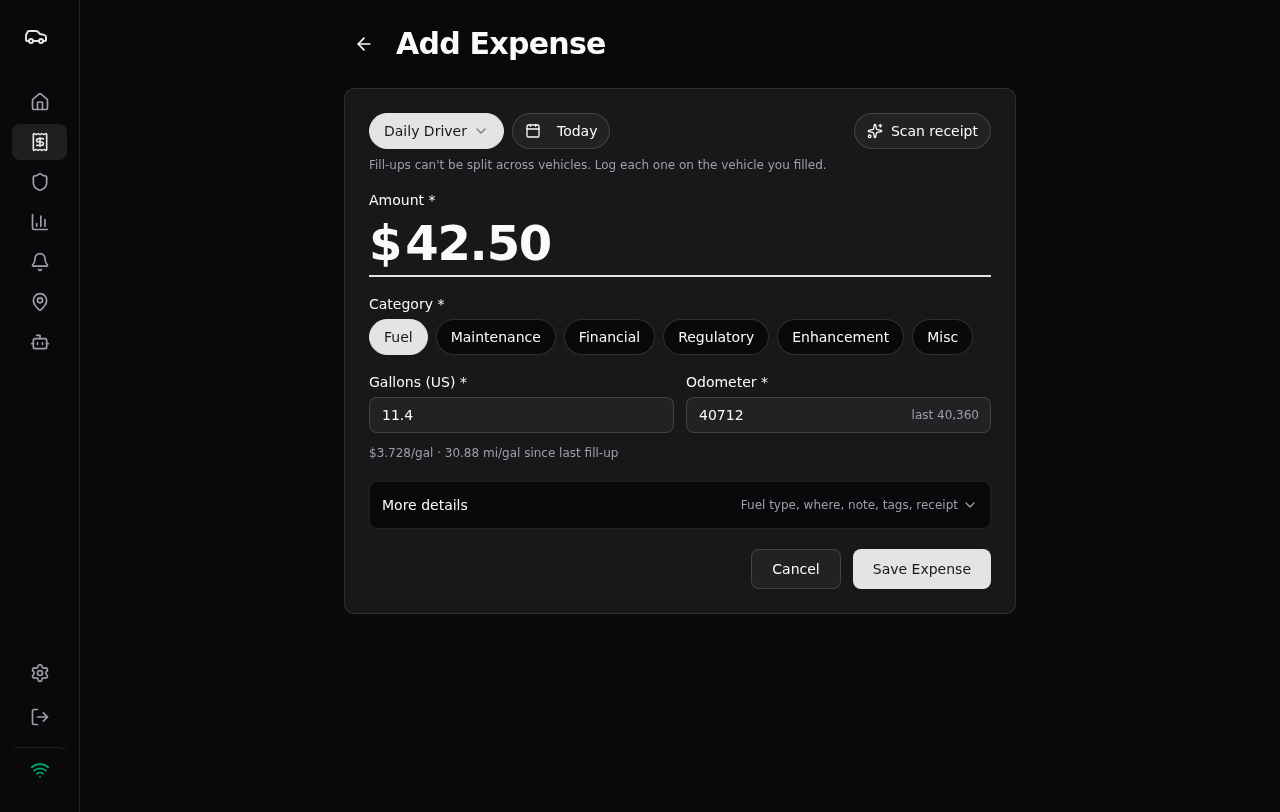 Add Expense
Daily Driver
Today
Scan receipt
Fill-ups can't be split across vehicles. Log each one on the vehicle you filled.
Amount *
$ 42.50
Category *
Fuel
Maintenance
Financial
Regulatory
Enhancement
Misc
Gallons (US) *
Odometer *
11.4
40712
last 40,360
$3.728/gal · 30.88 mi/gal since last fill-up
More details
Fuel type, where, note, tags, receipt
Cancel
Save Expense